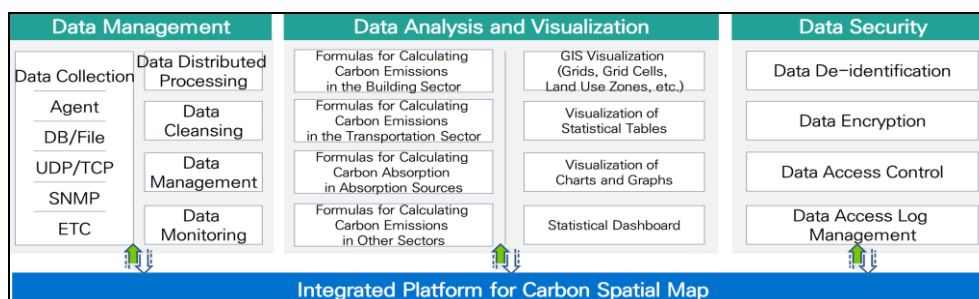 Data Management
Data Collection
Agent
DB/File
UDP/TCP
SNMP
ETC
Data Distributed
Processing
Data
Cleansing
Data
Management
Data
Monitoring
Data Analysis and Visualization
Formulas for Calculating
Carbon Emissions
in the Building Sector
Formulas for Calculating
Carbon Emissions
in the Transportation Sector
Formulas for Calculating
Carbon Absorption
in Absorption Sources
Formulas for Calculating
Carbon Emissions
in Other Sectors
GIS Visualization
(Grids, Grid Cells,
Land Use Zones, etc.)
Visualization of
Statistical Tables
Visualization of
Charts and Graphs
Statistical Dashboard
Data Security
Data De-identification
Data Encryption
Data Access Control
Data Access Log
Management
Integrated Platform for Carbon Spatial Map